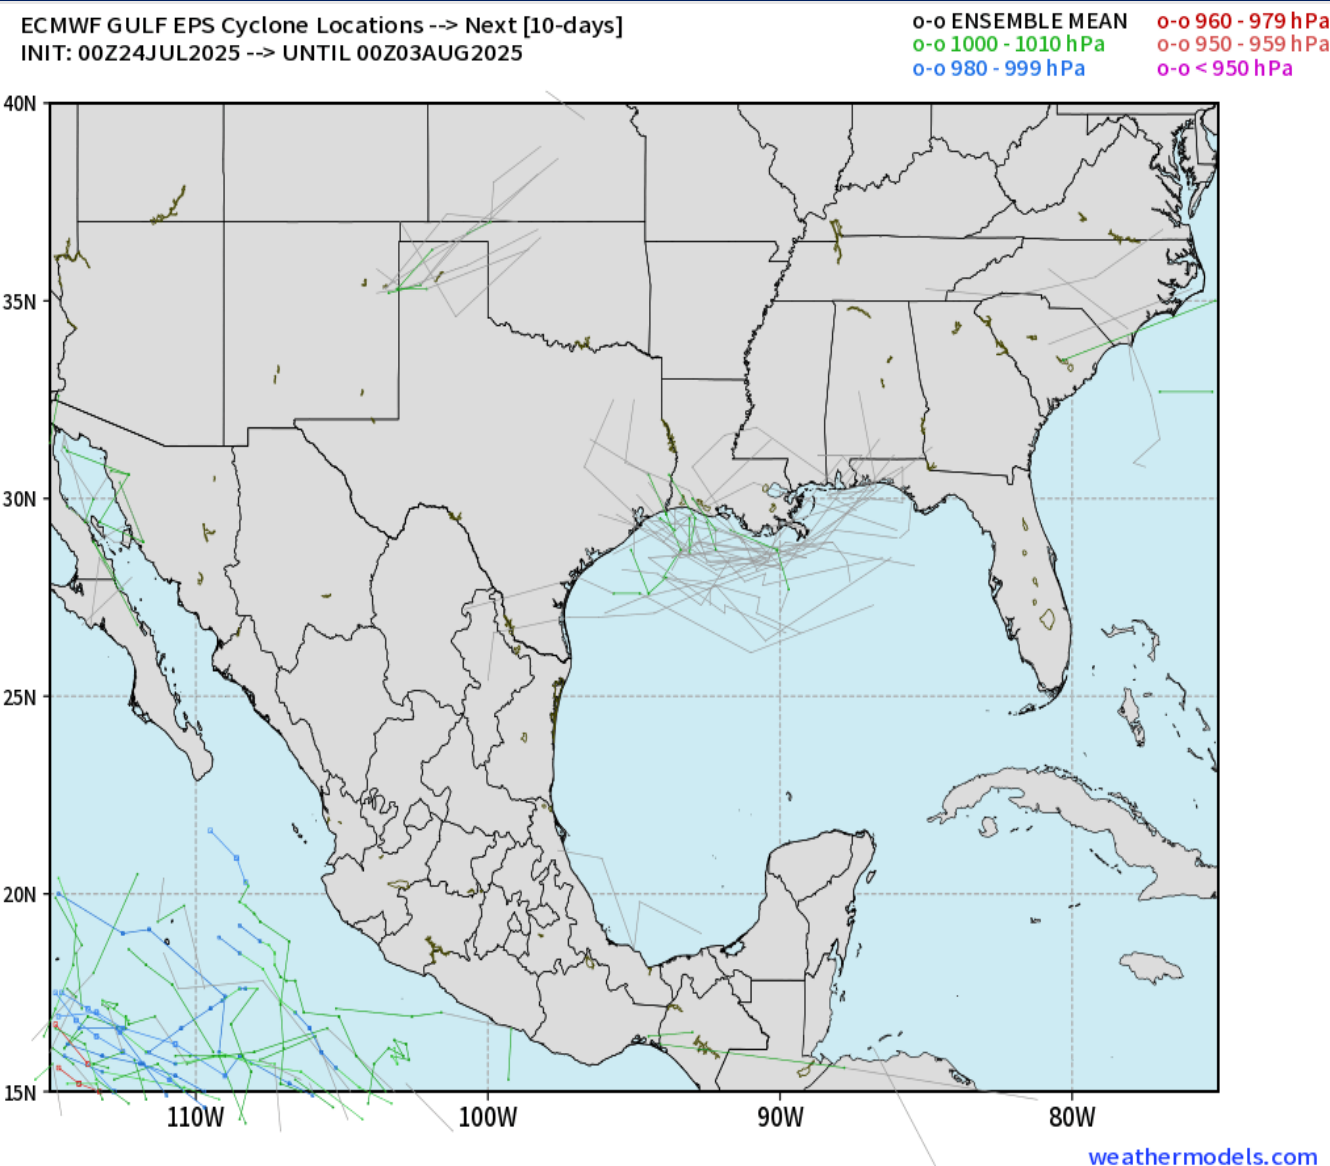 ECMWF GULF EPS Cyclone Locations --> Next [10-days]
INIT: 00Z24JUL2025 --> UNTIL 00Z03AUG2025
o-o ENSEMBLE MEAN
o-o 1000 - 1010 hPa
o-o 980 - 999 hPa
o-o 960 - 979 hPa
o-o 950 - 959 hPa
o-o < 950 hPa
40N
35N
30N
25N
20N
15N
110W
100W
90W
80W
weathermodels.com